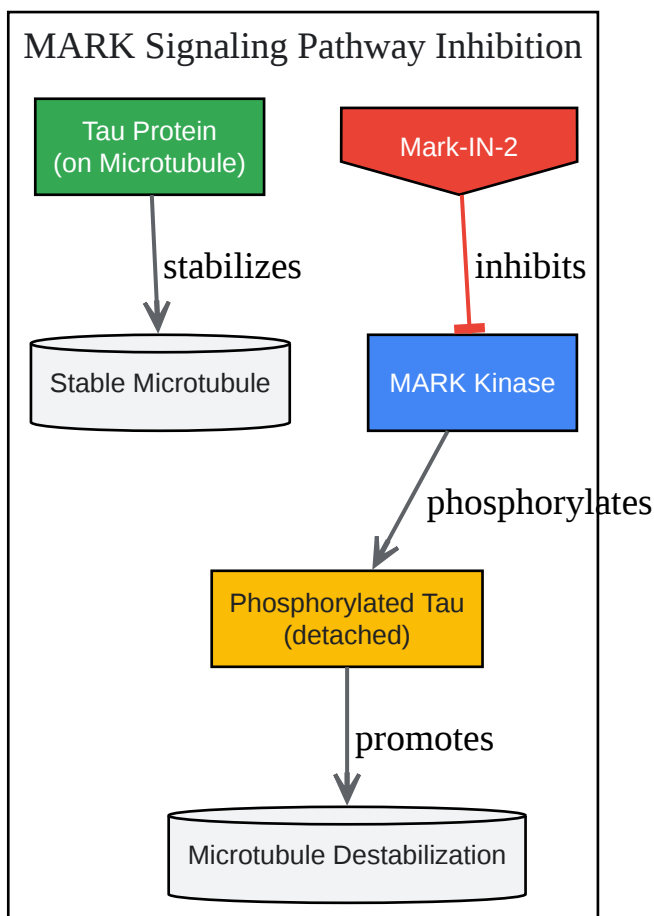 MARK Signaling Pathway Inhibition
Tau Protein
(on Microtubule)
Mark-IN-2
stabilizes
inhibits
Stable Microtubule
MARK Kinase
phosphorylates
Phosphorylated Tau
(detached)
promotes
Microtubule Destabilization